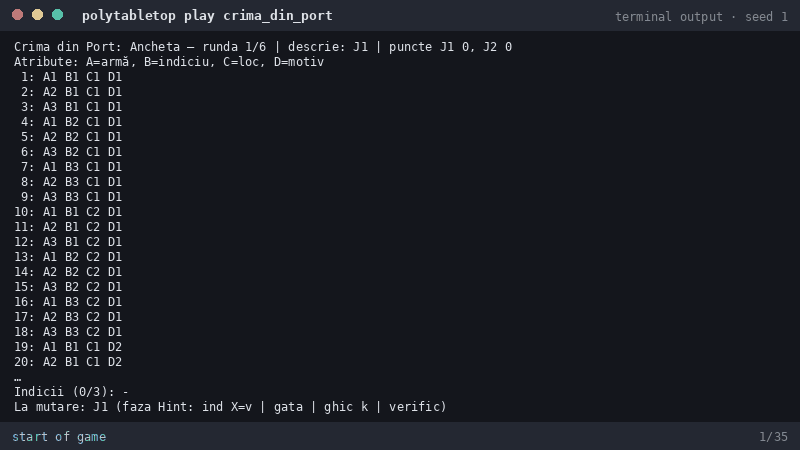 polytabletop play crima_din_port
terminal output · seed 1
Crima din Port: Ancheta — runda 1/6 | descrie: J1 | puncte J1 0, J2 0
Atribute: A=armă, B=indiciu, C=loc, D=motiv
1: A1 B1 C1 D1
2: A2 B1 C1 D1
3: A3 B1 C1 D1
4: A1 B2 C1 D1
5: A2 B2 C1 D1
6: A3 B2 C1 D1
7: A1 B3 C1 D1
8: A2 B3 C1 D1
9: A3 B3 C1 D1
10: A1 B1 C2 D1
11: A2 B1 C2 D1
12: A3 B1 C2 D1
13: A1 B2 C2 D1
14: A2 B2 C2 D1
15: A3 B2 C2 D1
16: A1 B3 C2 D1
17: A2 B3 C2 D1
18: A3 B3 C2 D1
19: A1 B1 C1 D2
20: A2 B1 C1 D2
…
Indicii (0/3): -
La mutare: J1 (faza Hint: ind X=v | gata | ghic k | verific)
start of game
1/35